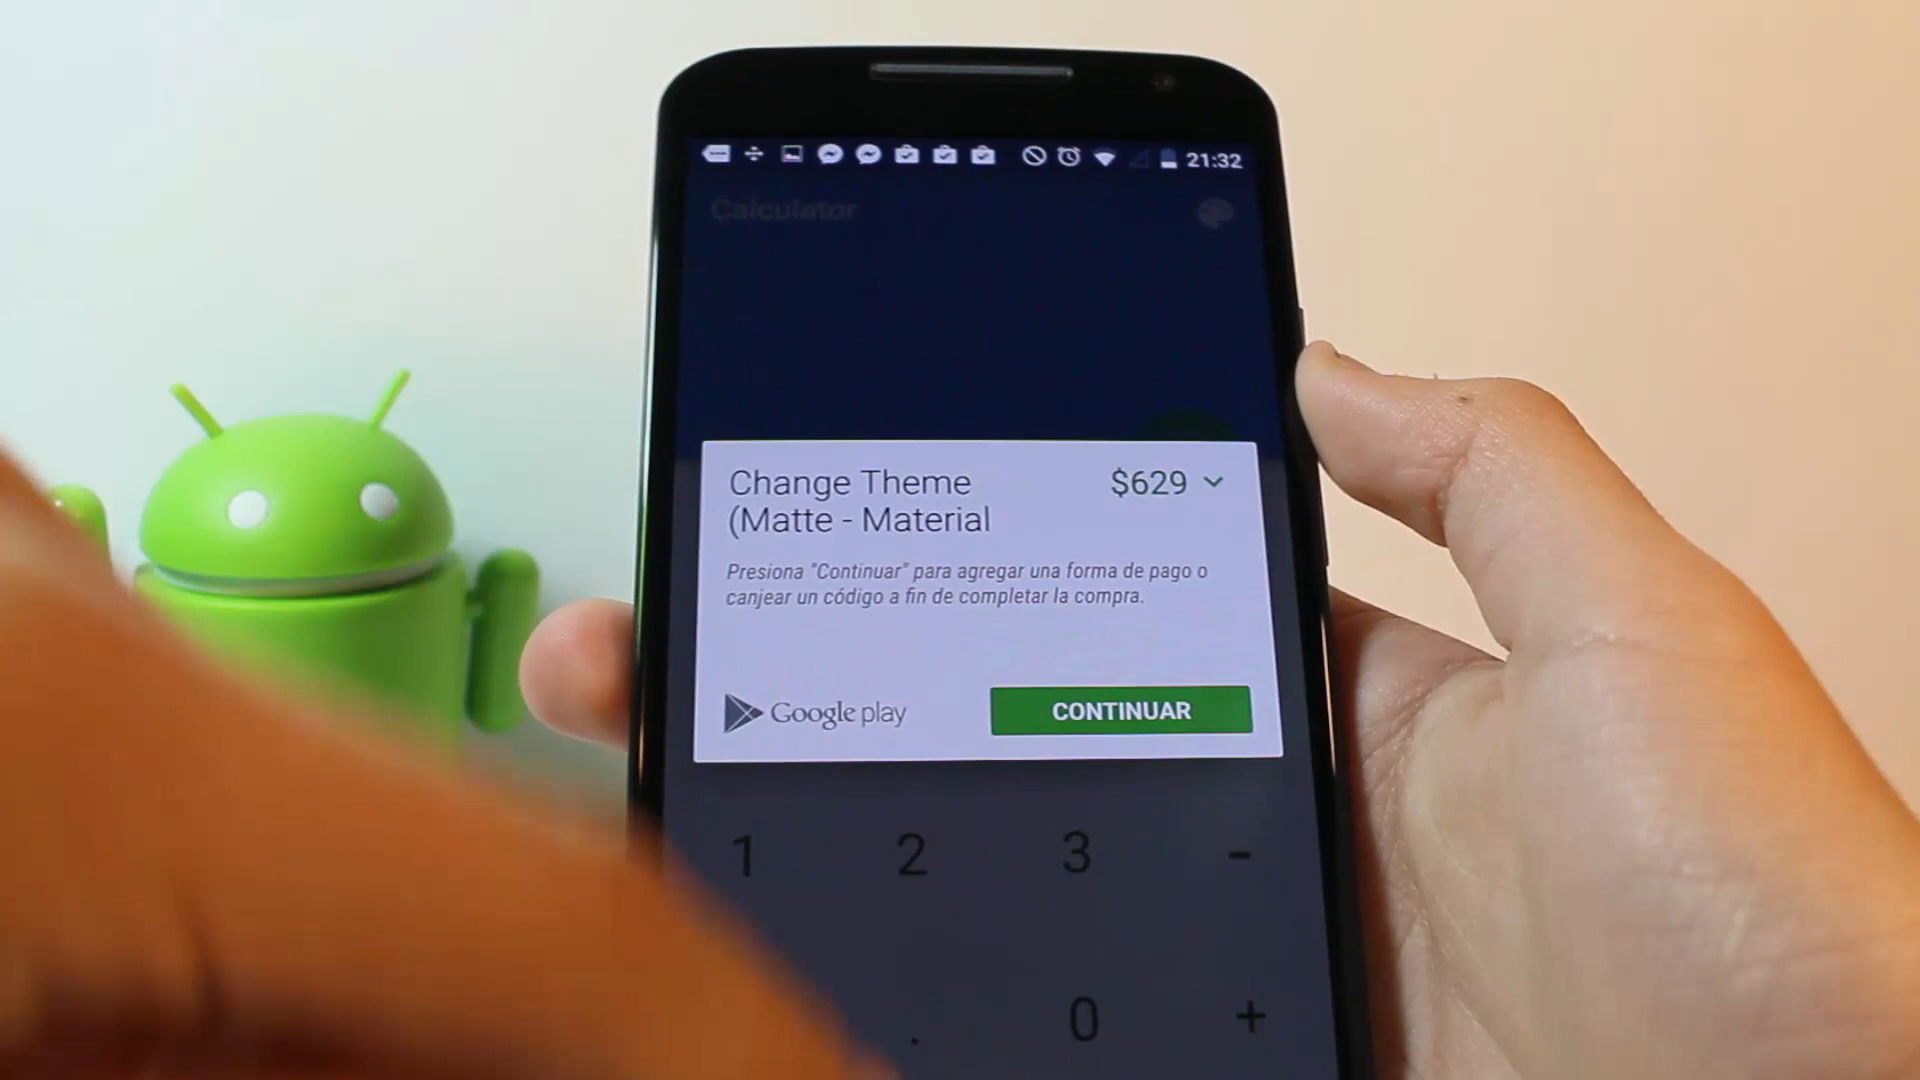 21:32
Calculator
Change Theme
(Matte - Material
$629
Presiona "Continuar" para agregar una forma de pago o
canjear un código a fin de completar la compra.
Google play
CONTINUAR
1 2 3 -
. 0 +